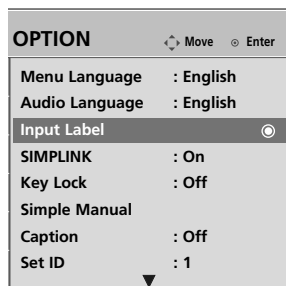 OPTION Move Enter
Menu Language : English
Audio Language : English
Input Label
SIMPLINK : On
Key Lock : Off
Simple Manual
Caption : Off
Set ID : 1